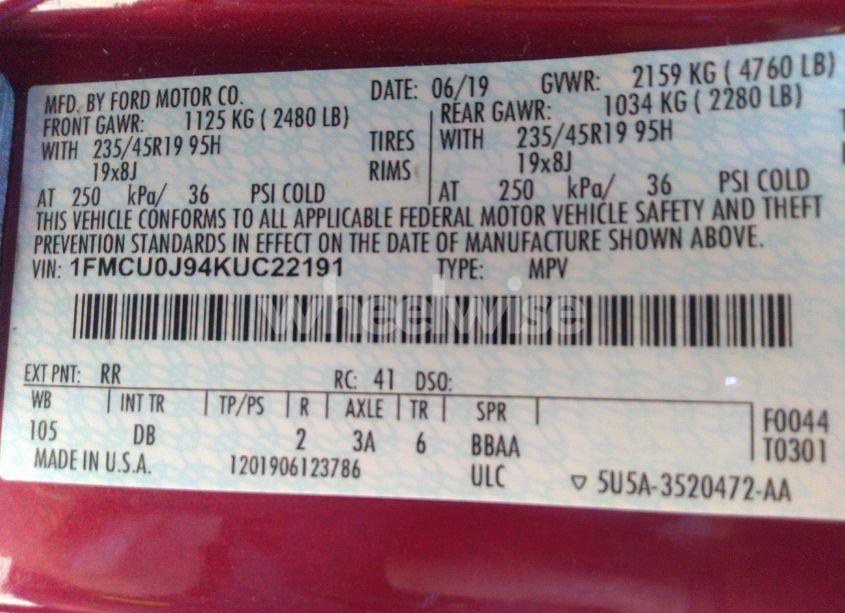 MFD. BY FORD MOTOR CO. DATE: 06/19 GVWR: 2159 KG ( 4760 LB)
FRONT GAWR: 1125 KG ( 2480 LB) REAR GAWR: 1034 KG ( 2280 LB)
WITH 235/45R19 95H TIRES WITH 235/45R19 95H
19x8J RIMS 19x8J
AT 250 kPa/ 36 PSI COLD AT 250 kPa/ 36 PSI COLD
THIS VEHICLE CONFORMS TO ALL APPLICABLE FEDERAL MOTOR VEHICLE SAFETY AND THEFT
PREVENTION STANDARDS IN EFFECT ON THE DATE OF MANUFACTURE SHOWN ABOVE.
VIN: 1FMCU0J94KUC22191 TYPE: MPV
wheelwise
EXT PNT: RR RC: 41 DSO:
WB INT TR TP/PS R AXLE TR SPR
105 DB 2 3A 6 BBAA
F0044
T0301
MADE IN U.S.A. 1201906123786 ULC
5U5A-3520472-AA